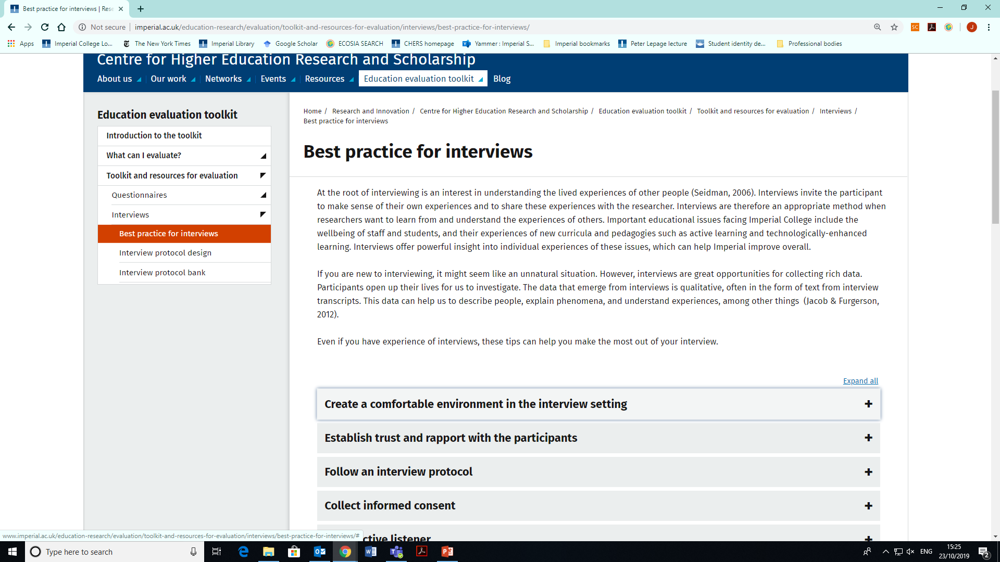 Best practice for interviews | Rese
Not secure
imperial.ac.uk/education-research/evaluation/toolkit-and-resources-for-evaluation/interviews/best-practice-for-interviews/
SC
J
Apps
Imperial College Lo...
The New York Times
Imperial Library
Google Scholar
ECOSIA SEARCH
CHERS homepage
Yammer : Imperial S...
Imperial bookmarks
Peter Lepage lecture
Student identity de...
Professional bodies
Centre for Higher Education Research and Scholarship
About us
Our work
Networks
Events
Resources
Education evaluation toolkit
Blog
Education evaluation toolkit
Introduction to the toolkit
What can I evaluate?
Toolkit and resources for evaluation
Questionnaires
Interviews
Best practice for interviews
Interview protocol design
Interview protocol bank
Home / Research and Innovation / Centre for Higher Education Research and Scholarship / Education evaluation toolkit / Toolkit and resources for evaluation / Interviews /
Best practice for interviews
Best practice for interviews
At the root of interviewing is an interest in understanding the lived experiences of other people (Seidman, 2006). Interviews invite the participant
to make sense of their own experiences and to share these experiences with the researcher. Interviews are therefore an appropriate method when
researchers want to learn from and understand the experiences of others. Important educational issues facing Imperial College include the
wellbeing of staff and students, and their experiences of new curricula and pedagogies such as active learning and technologically-enhanced
learning. Interviews offer powerful insight into individual experiences of these issues, which can help Imperial improve overall.
If you are new to interviewing, it might seem like an unnatural situation. However, interviews are great opportunities for collecting rich data.
Participants open up their lives for us to investigate. The data that emerge from interviews is qualitative, often in the form of text from interview
transcripts. This data can help us to describe people, explain phenomena, and understand experiences, among other things (Jacob & Furgerson,
2012).
Even if you have experience of interviews, these tips can help you make the most out of your interview.
Expand all
Create a comfortable environment in the interview setting
Establish trust and rapport with the participants
Follow an interview protocol
Collect informed consent
ctive listener
www.imperial.ac.uk/education-research/evaluation/toolkit-and-resources-for-evaluation/interviews/best-practice-for-interviews/#
Type here to search
ENG
15:25
23/10/2019
2